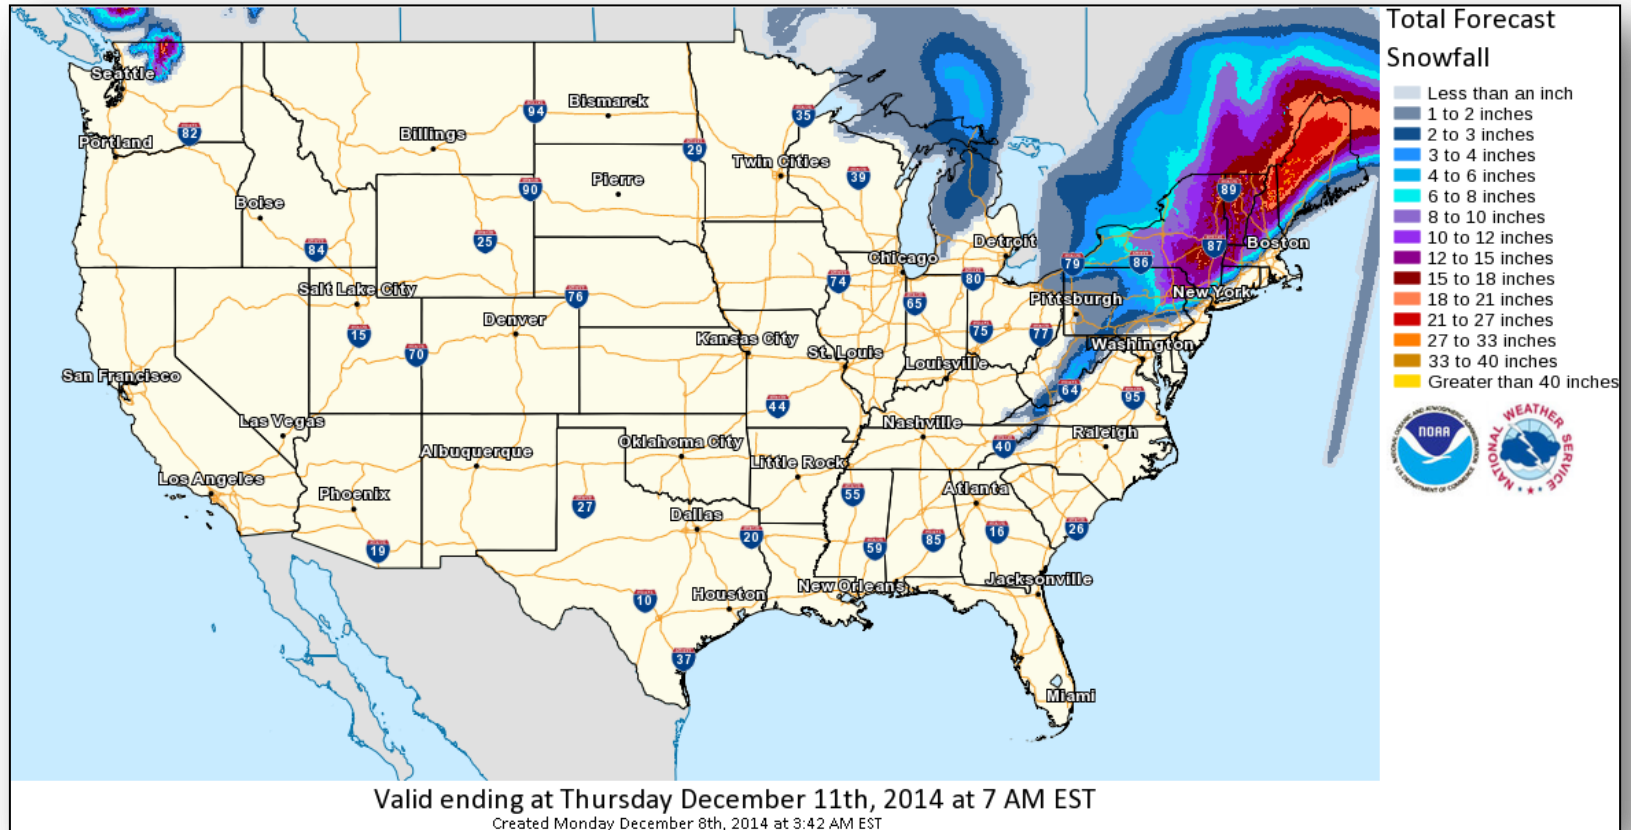 Total Forecast
Snowfall
Less than an inch
1 to 2 inches
2 to 3 inches
3 to 4 inches
4 to 6 inches
6 to 8 inches
8 to 10 inches
10 to 12 inches
12 to 15 inches
15 to 18 inches
18 to 21 inches
21 to 27 inches
27 to 33 inches
33 to 40 inches
Greater than 40 inches
NOAA
NATIONAL OCEANIC AND ATMOSPHERIC ADMINISTRATION
U.S. DEPARTMENT OF COMMERCE
NATIONAL WEATHER SERVICE
Seattle
94
Bismarck
35
82
Billings
Portland
29
Twin Cities
39
90
Pierre
89
Boise
84
25
87
Boston
Detroit
Chicago
79
86
74
80
Salt Lake City
76
65
Pittsburgh
New York
Denver
15
75
77
Kansas City
Washington
70
St. Louis
Louisville
San Francisco
64
95
44
Las Vegas
Nashville
Raleigh
Oklahoma City
40
Albuquerque
Little Rock
Los Angeles
Phoenix
55
Atlanta
27
Dallas
20
16
26
19
59
85
Jacksonville
New Orleans
10
Houston
37
Miami
Valid ending at Thursday December 11th, 2014 at 7 AM EST
Created Monday December 8th, 2014 at 3:42 AM EST